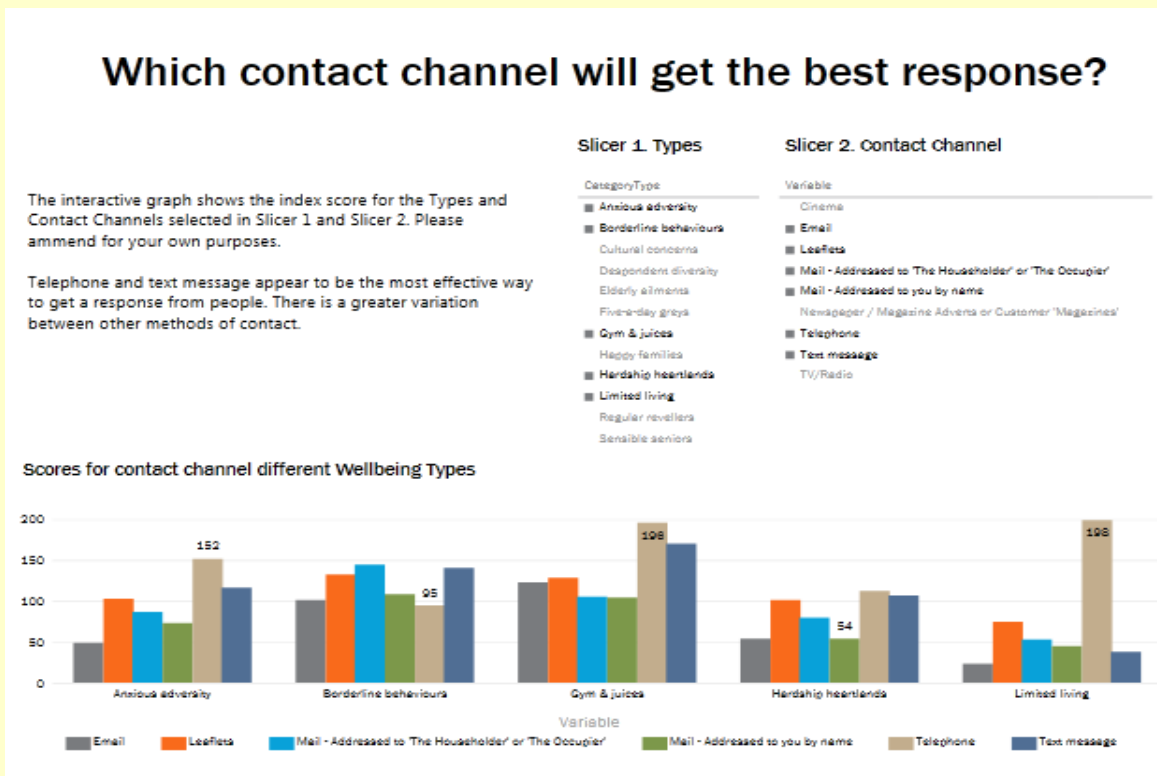 Which contact channel will get the best response?
Slicer 1. Types
Slicer 2. Contact Channel
The interactive graph shows the index score for the Types and
Contact Channels selected in Slicer 1 and Slicer 2. Please
ammend for your own purposes.
Telephone and text message appear to be the most effective way
to get a response from people. There is a greater variation
between other methods of contact.
CategoryType
Anxious adversity
Borderline behaviours
Cultural concerns
Despondent diversity
Elderly ailments
Five-a-day greys
Gym & juices
Happy families
Hardship heartlands
Limited living
Regular revellers
Sensible seniors
Variable
Cinema
Email
Leaflets
Mail - Addressed to 'The Householder' or 'The Occupier'
Mail - Addressed to you by name
Newspaper / Magazine Adverts or Customer 'Magazines'
Telephone
Text message
TV/Radio
Scores for contact channel different Wellbeing Types
200
150
100
50
0
152
95
196
54
198
Anxious adversity
Borderline behaviours
Gym & juices
Hardship heartlands
Limited living
Variable
Email
Leaflets
Mail - Addressed to 'The Householder' or 'The Occupier'
Mail - Addressed to you by name
Telephone
Text message